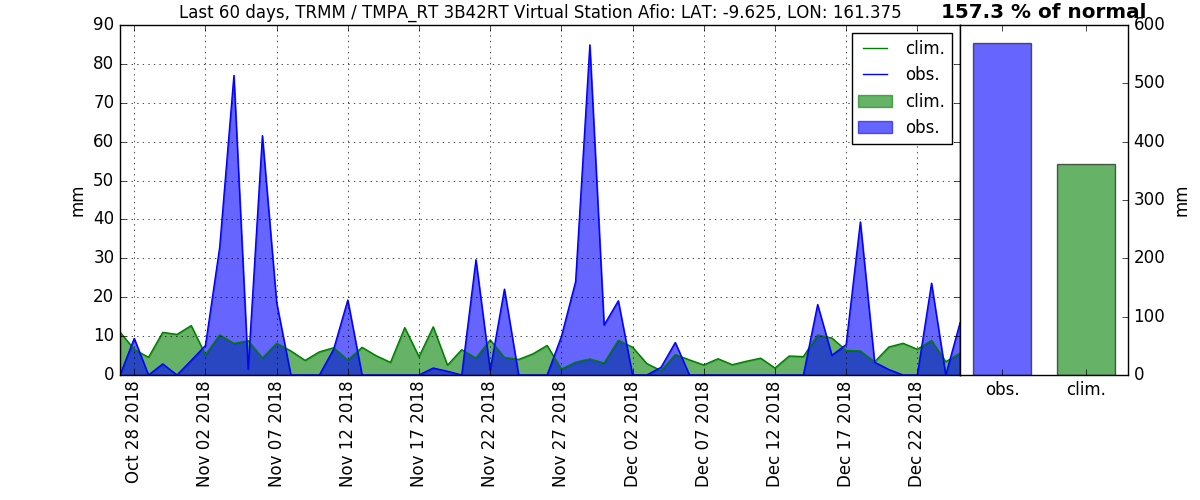 Last 60 days, TRMM / TMPA_RT 3B42RT Virtual Station Afio: LAT: -9.625, LON: 161.375
157.3 % of normal
90
80
70
60
50
40
30
20
10
0
mm
clim.
obs.
clim.
obs.
Oct 28 2018
Nov 02 2018
Nov 07 2018
Nov 12 2018
Nov 17 2018
Nov 22 2018
Nov 27 2018
Dec 02 2018
Dec 07 2018
Dec 12 2018
Dec 17 2018
Dec 22 2018
600
500
400
300
200
100
0
mm
obs.
clim.